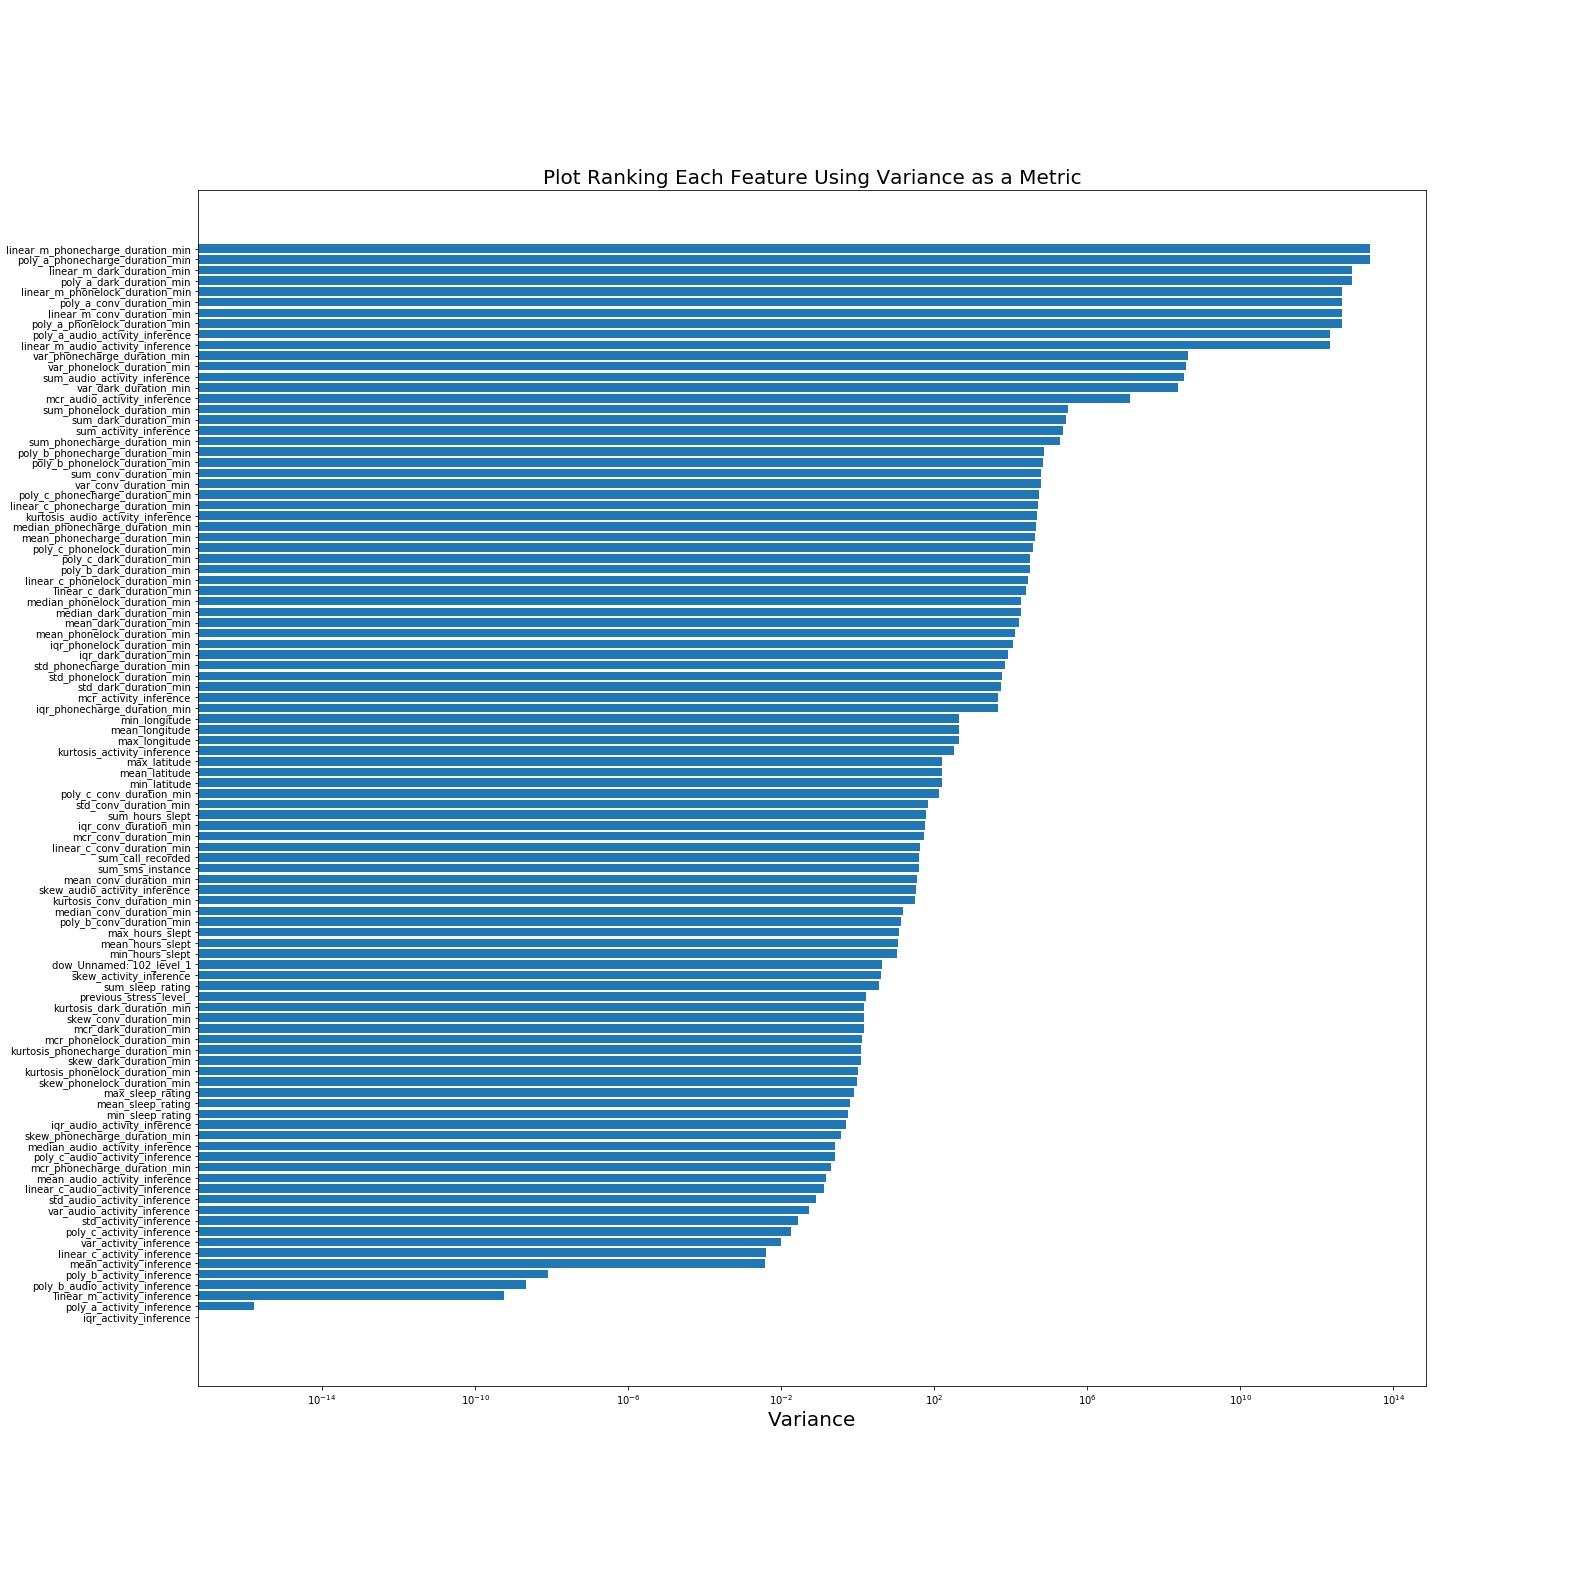 Plot Ranking Each Feature Using Variance as a Metric
linear_m_phonecharge_duration_min
poly_a_phonecharge_duration_min
linear_m_dark_duration_min
poly_a_dark_duration_min
linear_m_phonelock_duration_min
poly_a_conv_duration_min
linear_m_conv_duration_min
poly_a_phonelock_duration_min
poly_a_audio_activity_inference
linear_m_audio_activity_inference
var_phonecharge_duration_min
var_phonelock_duration_min
sum_audio_activity_inference
var_dark_duration_min
mcr_audio_activity_inference
sum_phonelock_duration_min
sum_dark_duration_min
sum_activity_inference
sum_phonecharge_duration_min
poly_b_phonecharge_duration_min
poly_b_phonelock_duration_min
sum_conv_duration_min
var_conv_duration_min
poly_c_phonecharge_duration_min
linear_c_phonecharge_duration_min
kurtosis_audio_activity_inference
median_phonecharge_duration_min
mean_phonecharge_duration_min
poly_c_phonelock_duration_min
poly_c_dark_duration_min
poly_b_dark_duration_min
linear_c_phonelock_duration_min
linear_c_dark_duration_min
median_phonelock_duration_min
median_dark_duration_min
mean_dark_duration_min
mean_phonelock_duration_min
iqr_phonelock_duration_min
iqr_dark_duration_min
std_phonecharge_duration_min
std_phonelock_duration_min
std_dark_duration_min
mcr_activity_inference
iqr_phonecharge_duration_min
min_longitude
mean_longitude
max_longitude
kurtosis_activity_inference
max_latitude
mean_latitude
min_latitude
poly_c_conv_duration_min
std_conv_duration_min
sum_hours_slept
iqr_conv_duration_min
mcr_conv_duration_min
linear_c_conv_duration_min
sum_call_recorded
sum_sms_instance
mean_conv_duration_min
skew_audio_activity_inference
kurtosis_conv_duration_min
median_conv_duration_min
poly_b_conv_duration_min
max_hours_slept
mean_hours_slept
min_hours_slept
dow_Unnamed: 102_level_1
skew_activity_inference
sum_sleep_rating
previous_stress_level_
kurtosis_dark_duration_min
skew_conv_duration_min
mcr_dark_duration_min
mcr_phonelock_duration_min
kurtosis_phonecharge_duration_min
skew_dark_duration_min
kurtosis_phonelock_duration_min
skew_phonelock_duration_min
max_sleep_rating
mean_sleep_rating
min_sleep_rating
iqr_audio_activity_inference
skew_phonecharge_duration_min
median_audio_activity_inference
poly_c_audio_activity_inference
mcr_phonecharge_duration_min
mean_audio_activity_inference
linear_c_audio_activity_inference
std_audio_activity_inference
var_audio_activity_inference
std_activity_inference
poly_c_activity_inference
var_activity_inference
linear_c_activity_inference
mean_activity_inference
poly_b_activity_inference
poly_b_audio_activity_inference
linear_m_activity_inference
poly_a_activity_inference
iqr_activity_inference
10⁻¹⁴ 10⁻¹⁰ 10⁻⁶ 10⁻² 10² 10⁶ 10¹⁰ 10¹⁴
Variance